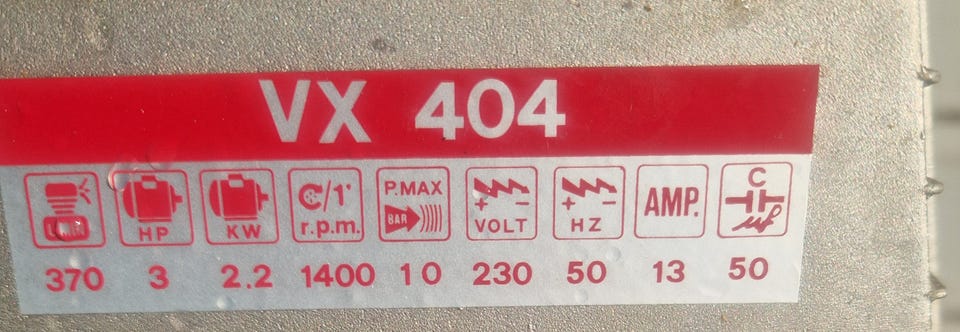 VX 404
L/min HP KW C/1' r.p.m. P.MAX BAR + - VOLT + - HZ AMP. C µf
370 3 2.2 1400 10 230 50 13 50